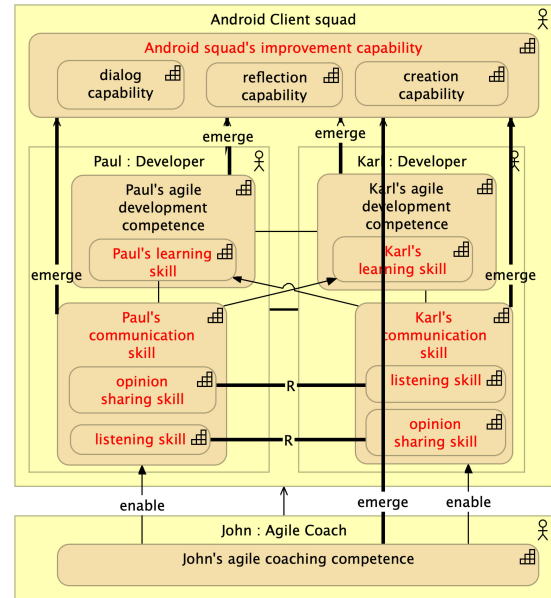 Android Client squad
Android squad's improvement capability
dialog
capability
reflection
capability
creation
capability
emerge
emerge
Paul : Developer
Karl : Developer
Paul's agile
development
competence
Karl's agile
development
competence
Paul's learning
skill
Karl's
learning skill
emerge
emerge
Paul's
communication
skill
Karl's
communication
skill
opinion
sharing skill
R
listening skill
listening skill
R
opinion
sharing skill
enable
emerge
enable
John : Agile Coach
John's agile coaching competence